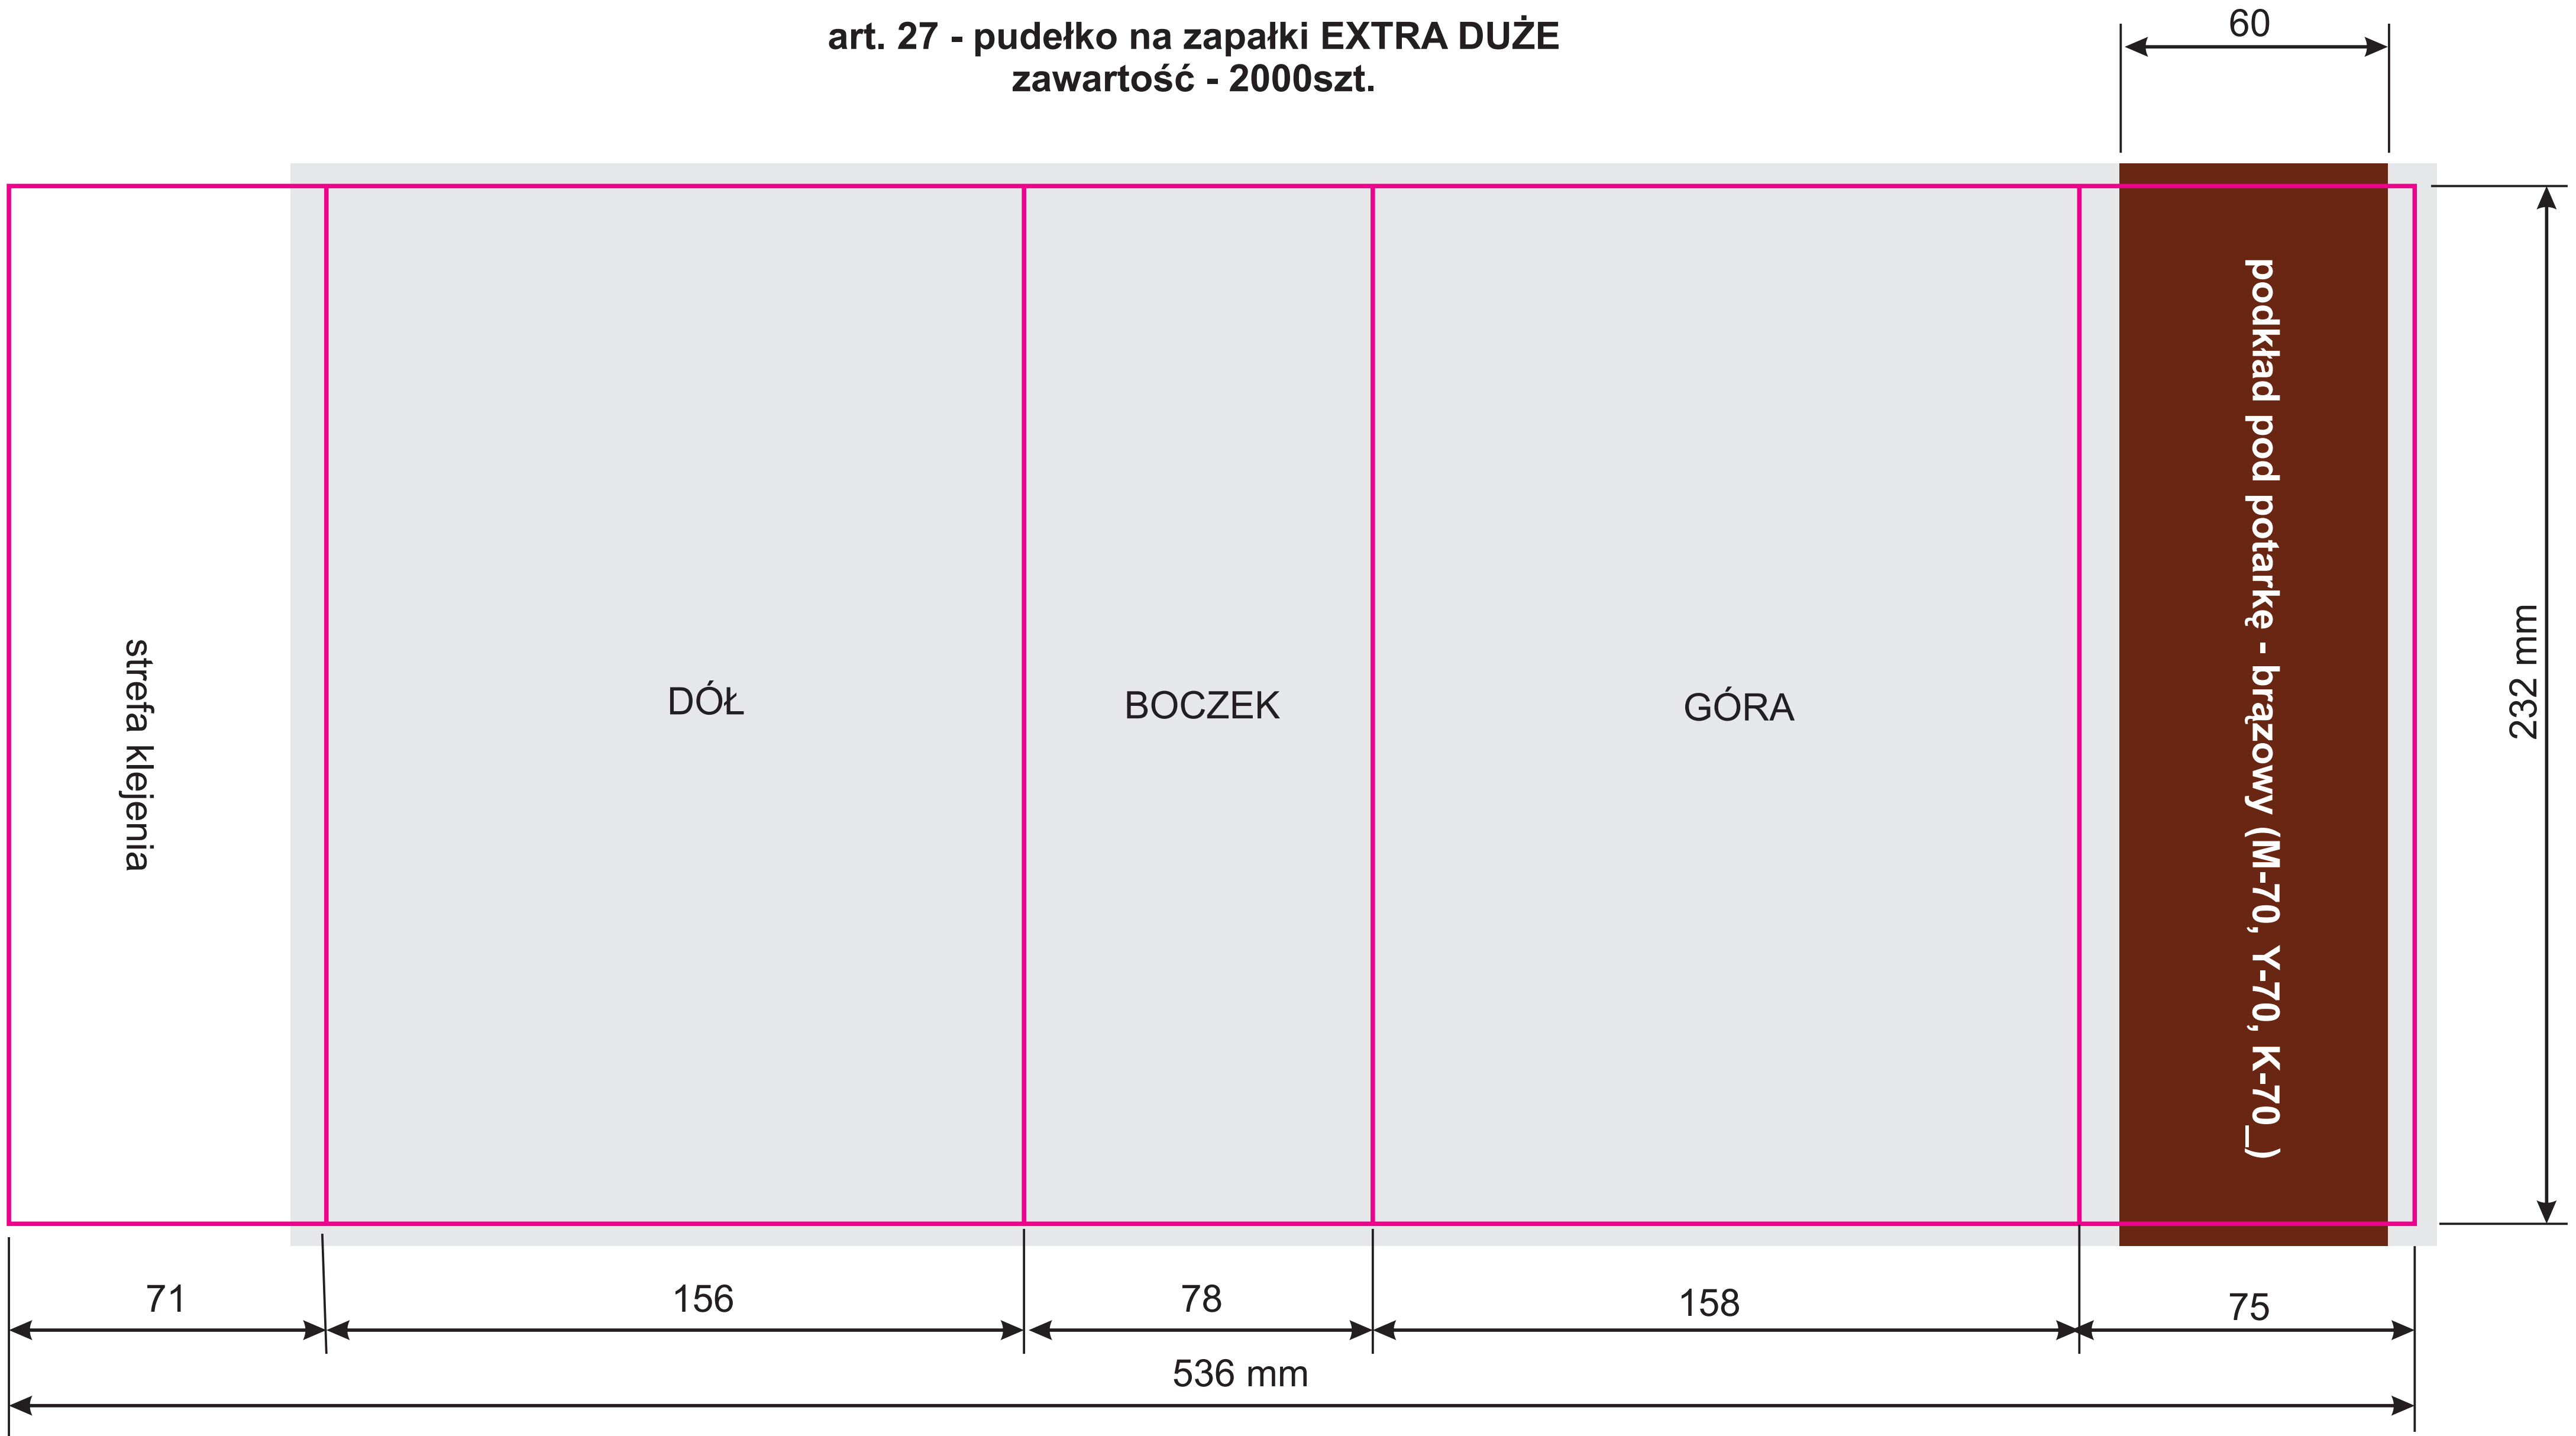 art. 27 - pudełko na zapałki EXTRA DUŻE
zawartość - 2000szt.
60
strefa klejenia
DÓŁ
BOCZEK
GÓRA
podkład pod potarkę - brązowy (M-70, Y-70, K-70_)
232 mm
71
156
78
158
75
536 mm